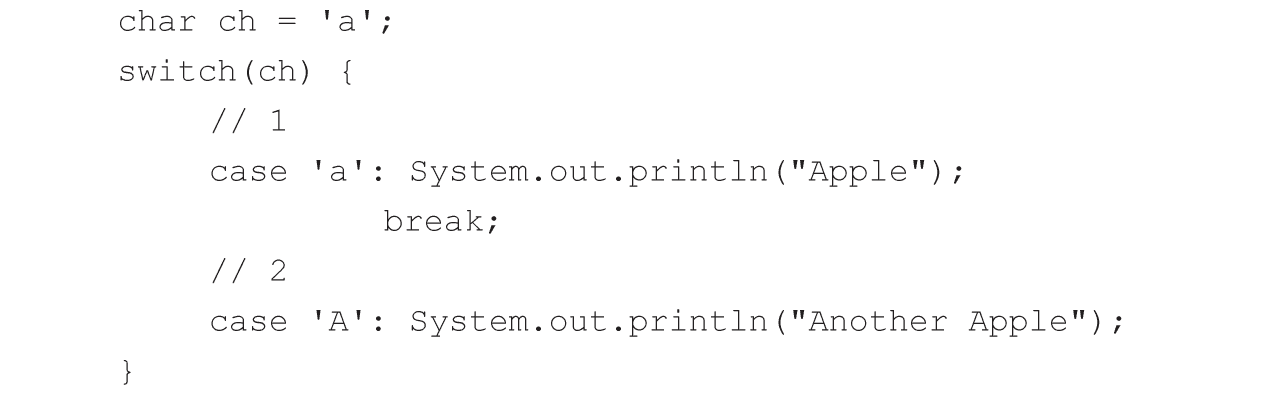 char ch = 'a';
switch(ch) {
// 1
case 'a': System.out.println("Apple");
break;
// 2
case 'A': System.out.println("Another Apple");
}